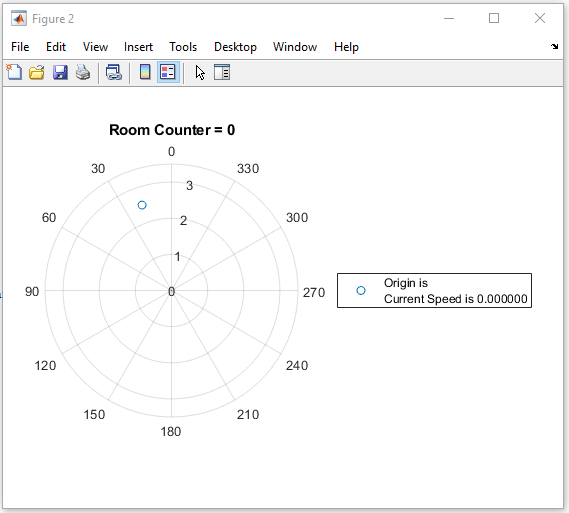 Figure 2
File Edit View Insert Tools Desktop Window Help
Room Counter = 0
0
30 330
3
60 300
2
1
90 0 270
Origin is
Current Speed is 0.000000
120 240
150 210
180